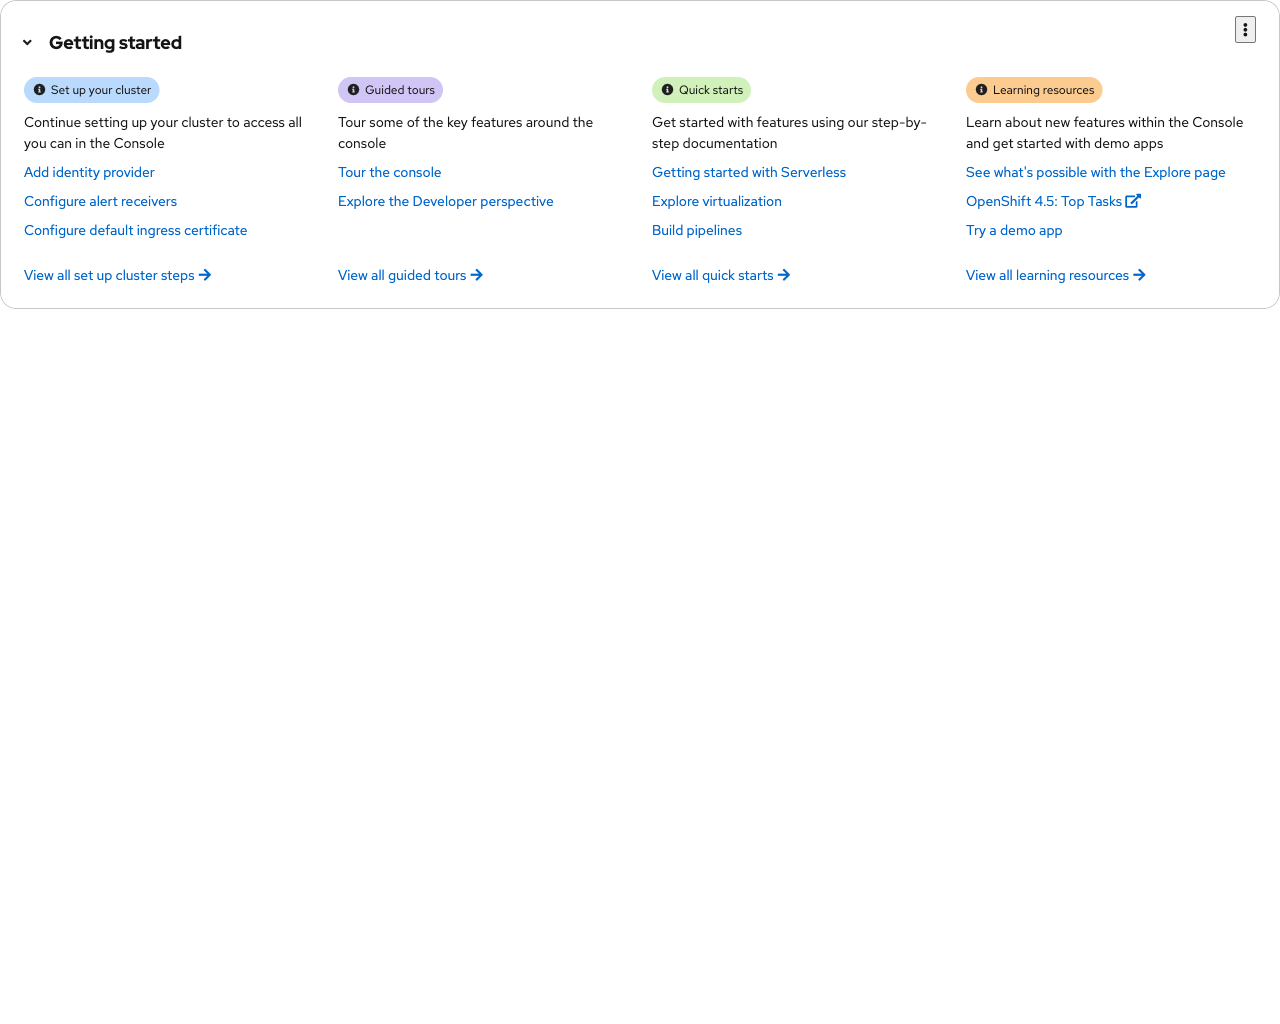 Getting started
Set up your cluster
Continue setting up your cluster to access all
you can in the Console
Add identity provider
Configure alert receivers
Configure default ingress certificate
View all set up cluster steps
Guided tours
Tour some of the key features around the
console
Tour the console
Explore the Developer perspective
View all guided tours
Quick starts
Get started with features using our step-by-
step documentation
Getting started with Serverless
Explore virtualization
Build pipelines
View all quick starts
Learning resources
Learn about new features within the Console
and get started with demo apps
See what's possible with the Explore page
OpenShift 4.5: Top Tasks
Try a demo app
View all learning resources